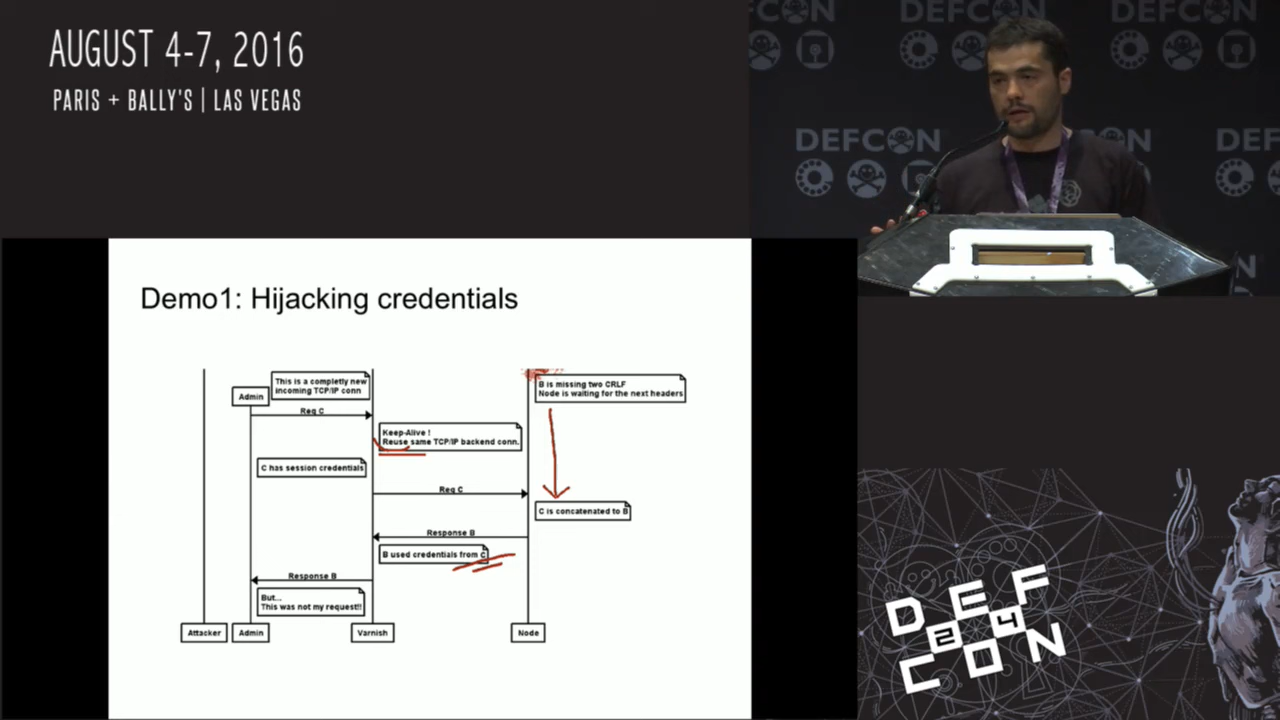 AUGUST 4-7, 2016
PARIS + BALLY'S | LAS VEGAS
DEFCON
DEFCON
DEFCON
DEFCON
Demo1: Hijacking credentials
This is a completly new
incoming TCP/IP conn
Admin
Req C
B is missing two CRLF
Node is waiting for the next headers
Keep-Alive !
Reuse same TCP/IP backend conn.
C has session credentials
Req C
C is concatenated to B
Response B
B used credentials from C
Response B
But...
This was not my request!!
Attacker
Admin
Varnish
Node
DEF
24
CON